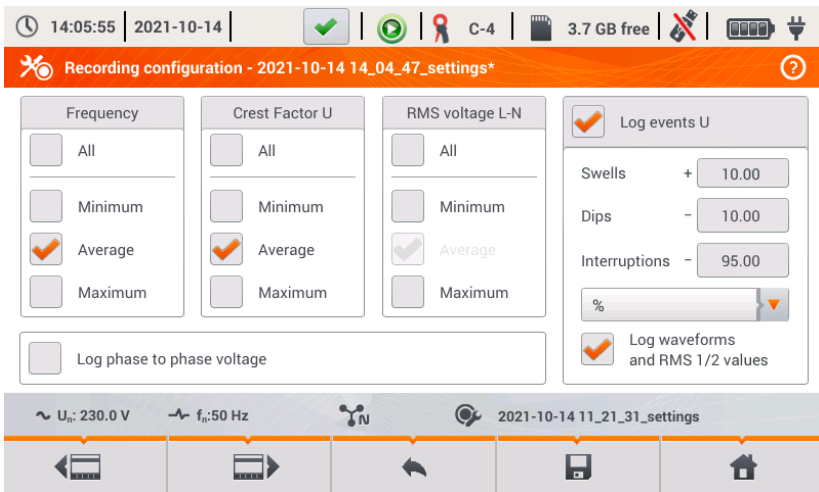 14:05:55 2021-10-14 C-4 3.7 GB free
Recording configuration - 2021-10-14 14_04_47_settings* ?
Frequency
All
Minimum
Average
Maximum
Crest Factor U
All
Minimum
Average
Maximum
RMS voltage L-N
All
Minimum
Average
Maximum
Log phase to phase voltage
Log events U
Swells + 10.00
Dips - 10.00
Interruptions - 95.00
%
Log waveforms
and RMS 1/2 values
Un: 230.0 V fn:50 Hz N 2021-10-14 11_21_31_settings